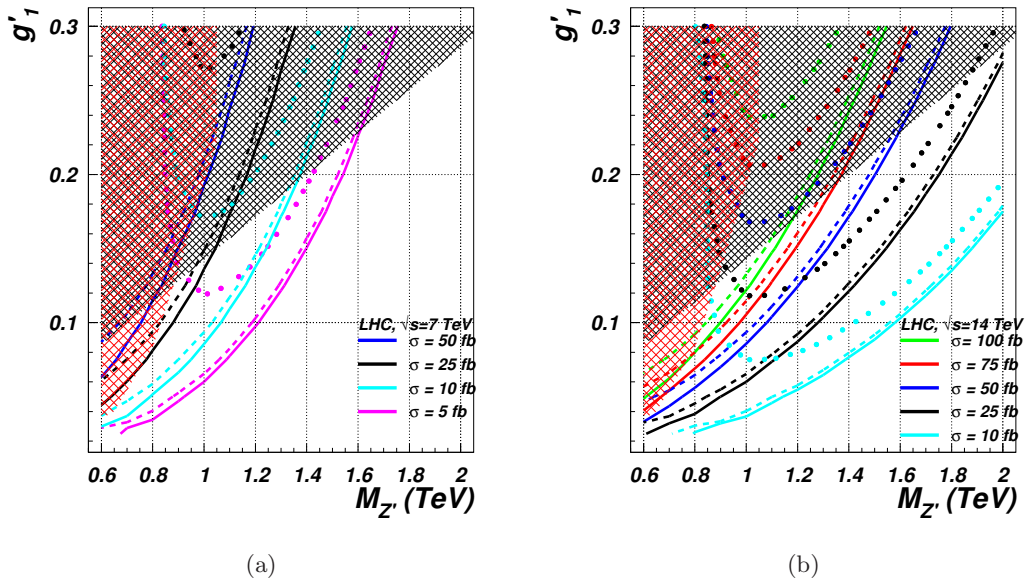 g'1
0.3
0.2
0.1
LHC, √s=7 TeV
σ = 50 fb
σ = 25 fb
σ = 10 fb
σ = 5 fb
0.6 0.8 1 1.2 1.4 1.6 1.8 2
MZ' (TeV)
(a)
g'1
0.3
0.2
0.1
LHC, √s=14 TeV
σ = 100 fb
σ = 75 fb
σ = 50 fb
σ = 25 fb
σ = 10 fb
0.6 0.8 1 1.2 1.4 1.6 1.8 2
MZ' (TeV)
(b)